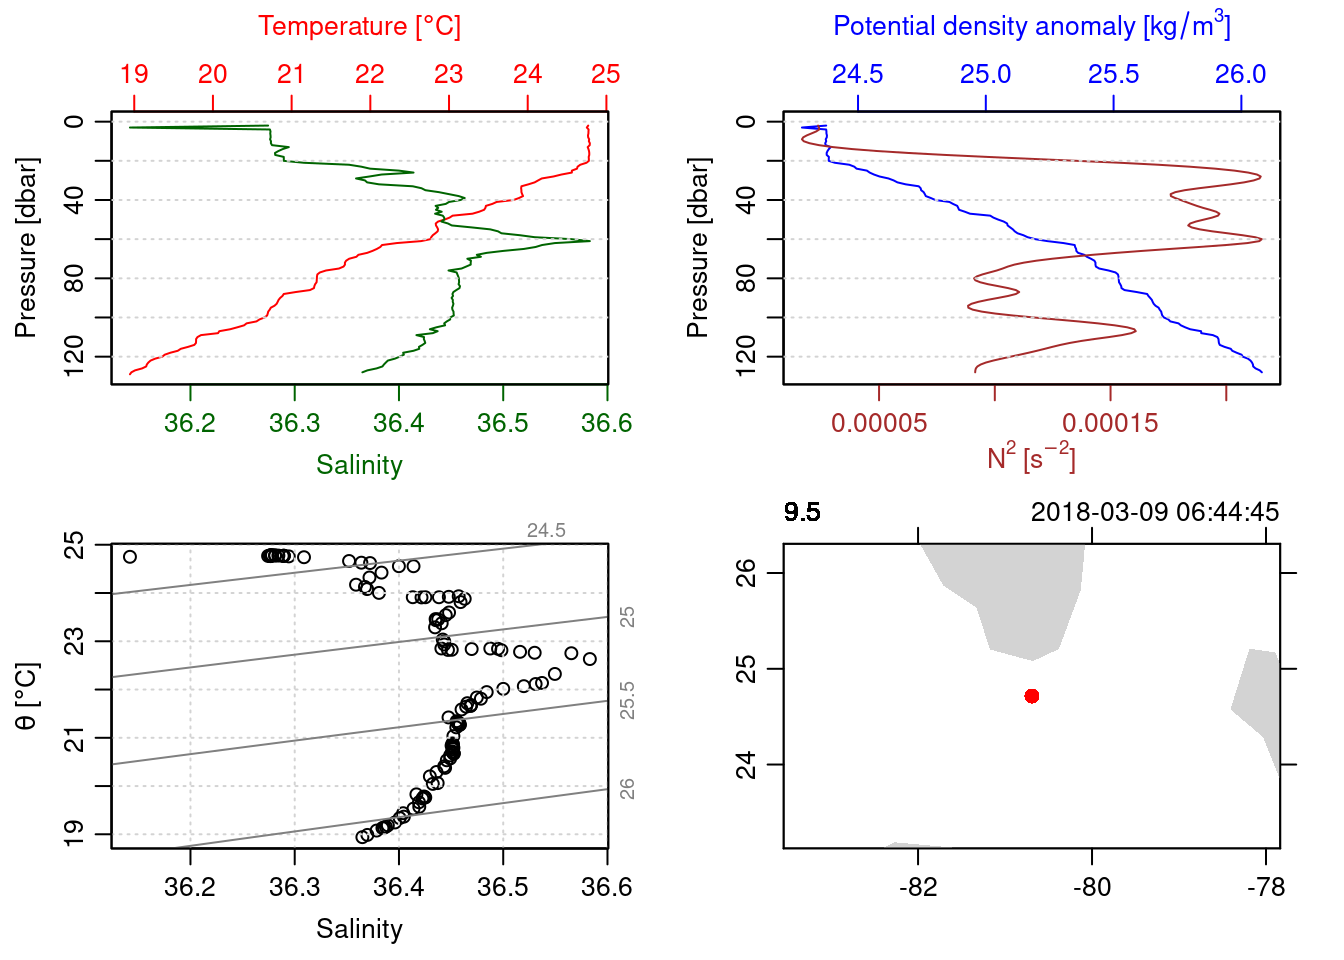 Temperature [°C]
19 20 21 22 23 24 25
Pressure [dbar]
0
40
80
120
36.2 36.3 36.4 36.5 36.6
Salinity
Potential density anomaly [kg/m³]
24.5 25.0 25.5 26.0
Pressure [dbar]
0
40
80
120
0.00005 0.00015
N² [s⁻²]
24.5
θ [°C]
25
23
21
19
25
25.5
26
36.2 36.3 36.4 36.5 36.6
Salinity
9.5 2018-03-09 06:44:45
26
25
24
-82 -80 -78